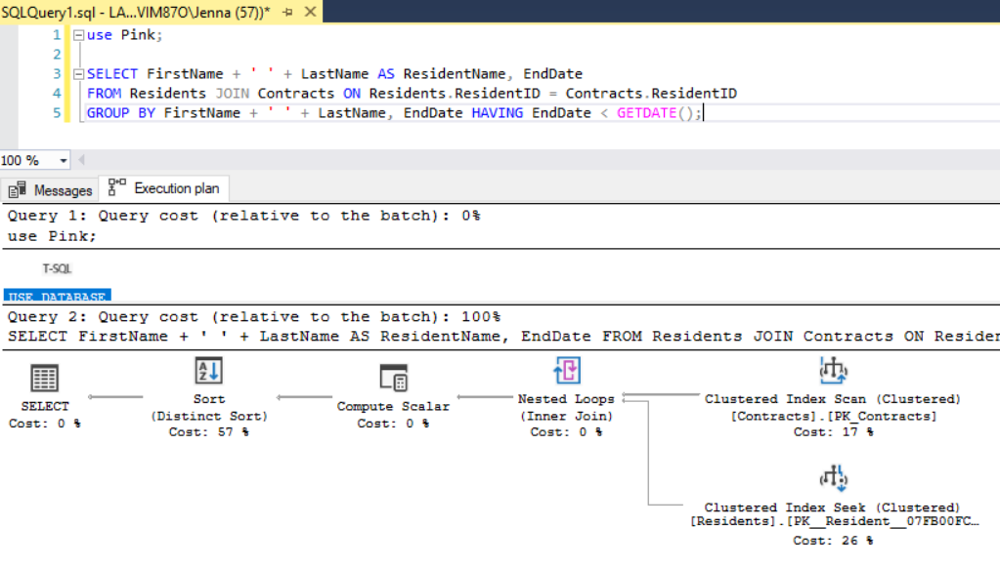 SQLQuery1.sql - LA...VIM87O\Jenna (57))*
1 use Pink;
2
3 SELECT FirstName + ' ' + LastName AS ResidentName, EndDate
4 FROM Residents JOIN Contracts ON Residents.ResidentID = Contracts.ResidentID
5 GROUP BY FirstName + ' ' + LastName, EndDate HAVING EndDate < GETDATE();
100 %
Messages Execution plan
Query 1: Query cost (relative to the batch): 0%
use Pink;
T-SQL
USE DATABASE
Query 2: Query cost (relative to the batch): 100%
SELECT FirstName + ' ' + LastName AS ResidentName, EndDate FROM Residents JOIN Contracts ON Residen
SELECT
Cost: 0 %
Sort
(Distinct Sort)
Cost: 57 %
Compute Scalar
Cost: 0 %
Nested Loops
(Inner Join)
Cost: 0 %
Clustered Index Scan (Clustered)
[Contracts].[PK_Contracts]
Cost: 17 %
Clustered Index Seek (Clustered)
[Residents].[PK__Resident__07FB00FC…
Cost: 26 %